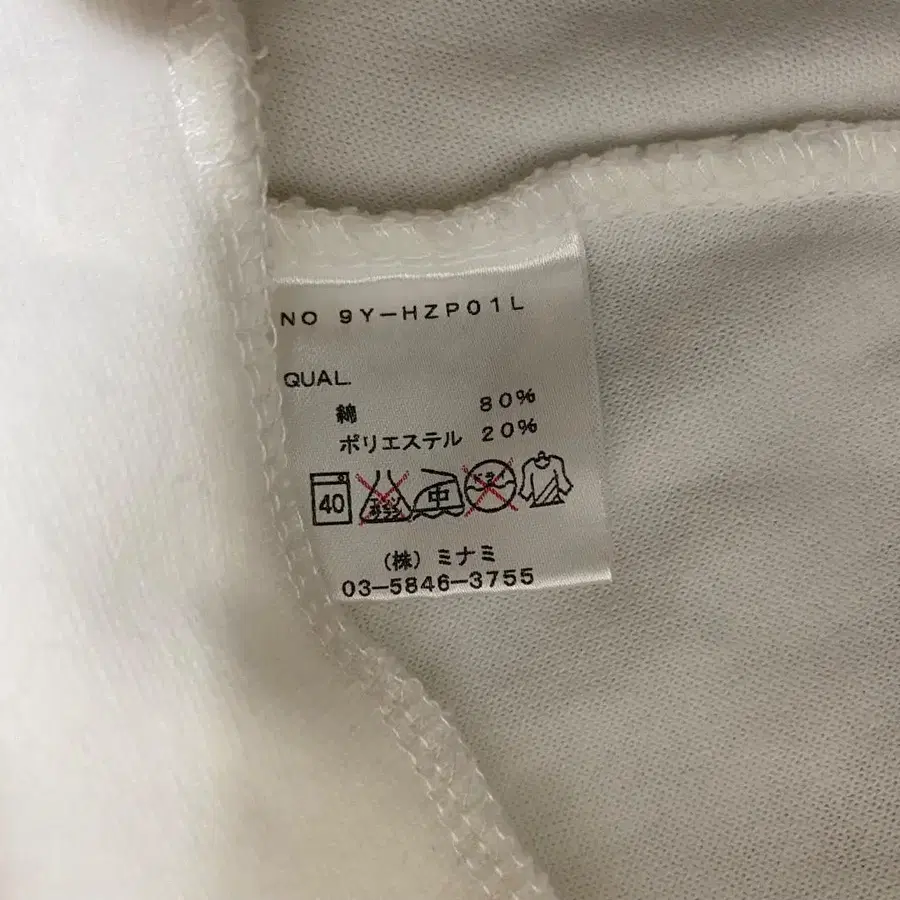 NO 9Y-HZP01L
QUAL.
綿 80%
ポリエステル 20%
40 中
(株)ミナミ
03-5846-3755